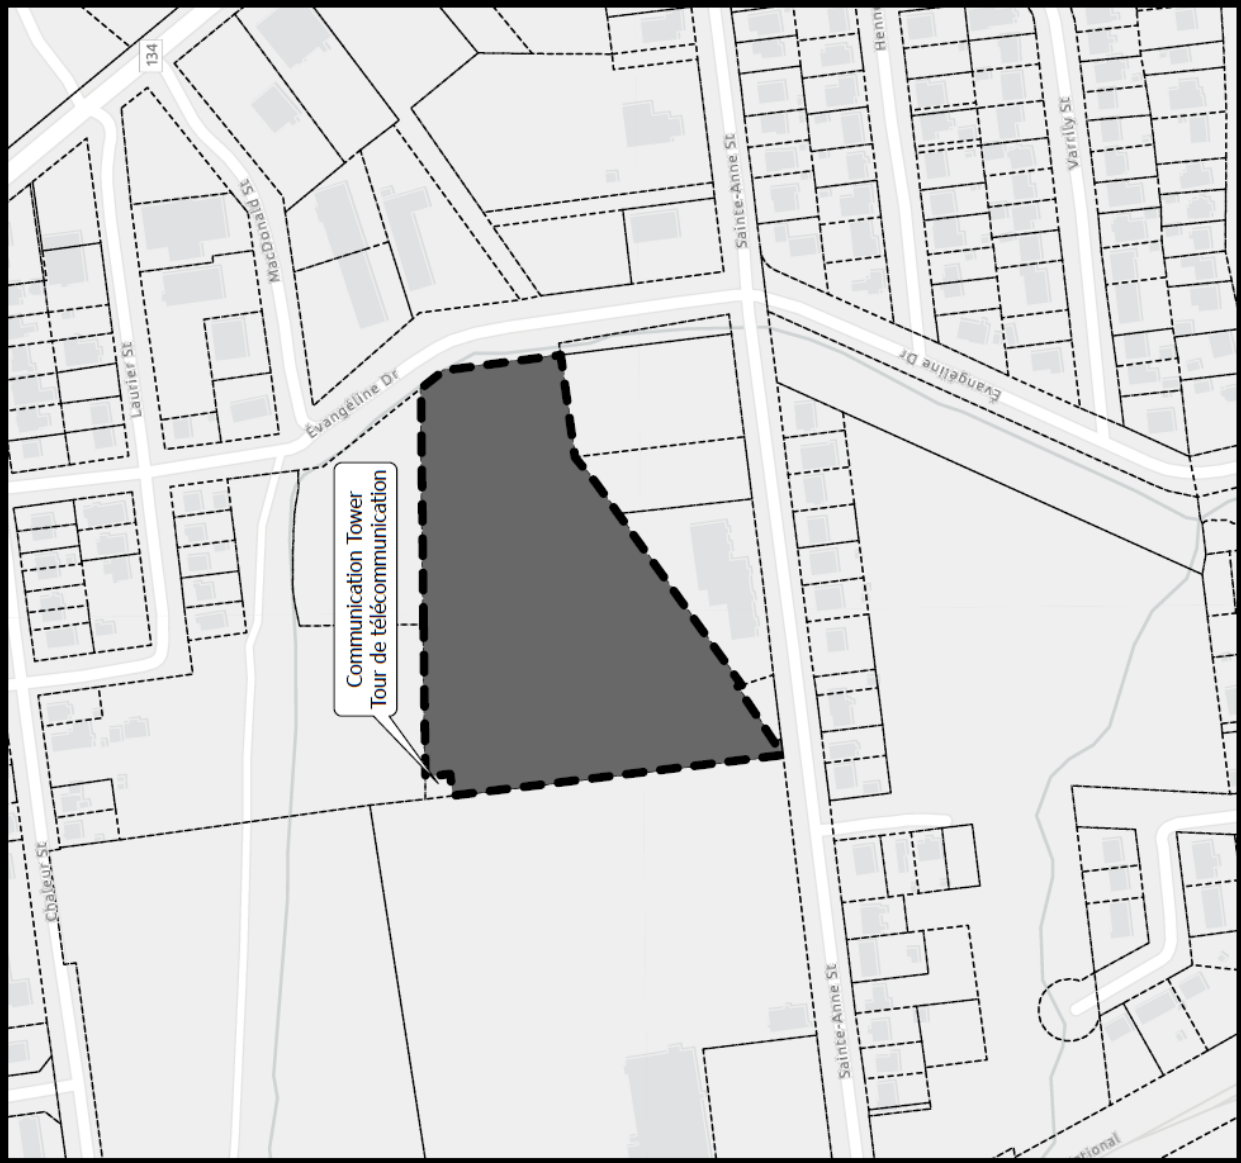 134
Henn
Varrily St
Sainte-Anne St
MacDonald St
Laurier St
Évangéline Dr
Évangéline Dr
Communication Tower
Tour de télécommunication
Chaleur St
Sainte-Anne St